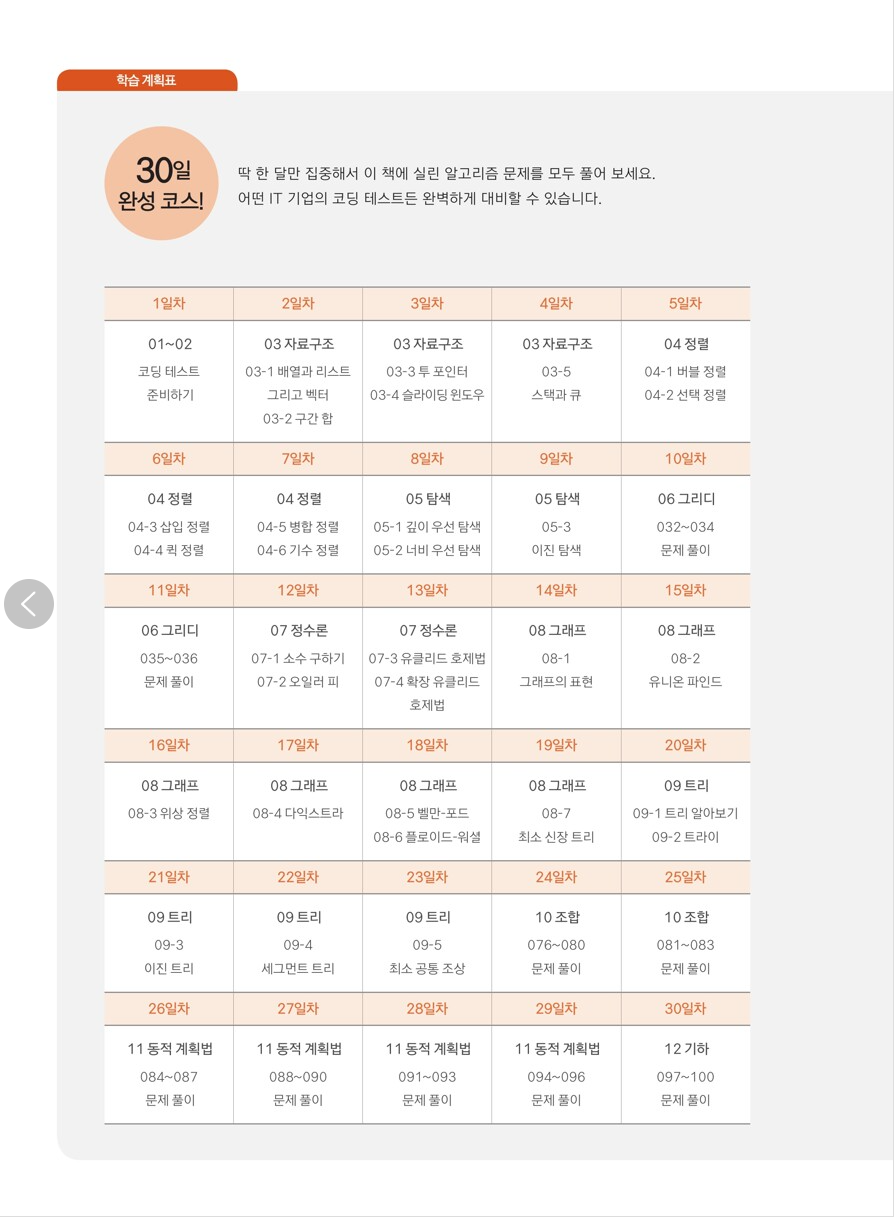 학습 계획표
30일
완성 코스!
딱 한 달만 집중해서 이 책에 실린 알고리즘 문제를 모두 풀어 보세요.
어떤 IT 기업의 코딩 테스트든 완벽하게 대비할 수 있습니다.
1일차
01~02
코딩 테스트
준비하기
2일차
03 자료구조
03-1 배열과 리스트
그리고 벡터
03-2 구간 합
3일차
03 자료구조
03-3 투 포인터
03-4 슬라이딩 윈도우
4일차
03 자료구조
03-5
스택과 큐
5일차
04 정렬
04-1 버블 정렬
04-2 선택 정렬
6일차
04 정렬
04-3 삽입 정렬
04-4 퀵 정렬
7일차
04 정렬
04-5 병합 정렬
04-6 기수 정렬
8일차
05 탐색
05-1 깊이 우선 탐색
05-2 너비 우선 탐색
9일차
05 탐색
05-3
이진 탐색
10일차
06 그리디
032~034
문제 풀이
11일차
06 그리디
035~036
문제 풀이
12일차
07 정수론
07-1 소수 구하기
07-2 오일러 피
13일차
07 정수론
07-3 유클리드 호제법
07-4 확장 유클리드
호제법
14일차
08 그래프
08-1
그래프의 표현
15일차
08 그래프
08-2
유니온 파인드
16일차
08 그래프
08-3 위상 정렬
17일차
08 그래프
08-4 다익스트라
18일차
08 그래프
08-5 벨만-포드
08-6 플로이드-워셜
19일차
08 그래프
08-7
최소 신장 트리
20일차
09 트리
09-1 트리 알아보기
09-2 트라이
21일차
09 트리
09-3
이진 트리
22일차
09 트리
09-4
세그먼트 트리
23일차
09 트리
09-5
최소 공통 조상
24일차
10 조합
076~080
문제 풀이
25일차
10 조합
081~083
문제 풀이
26일차
11 동적 계획법
084~087
문제 풀이
27일차
11 동적 계획법
088~090
문제 풀이
28일차
11 동적 계획법
091~093
문제 풀이
29일차
11 동적 계획법
094~096
문제 풀이
30일차
12 기하
097~100
문제 풀이